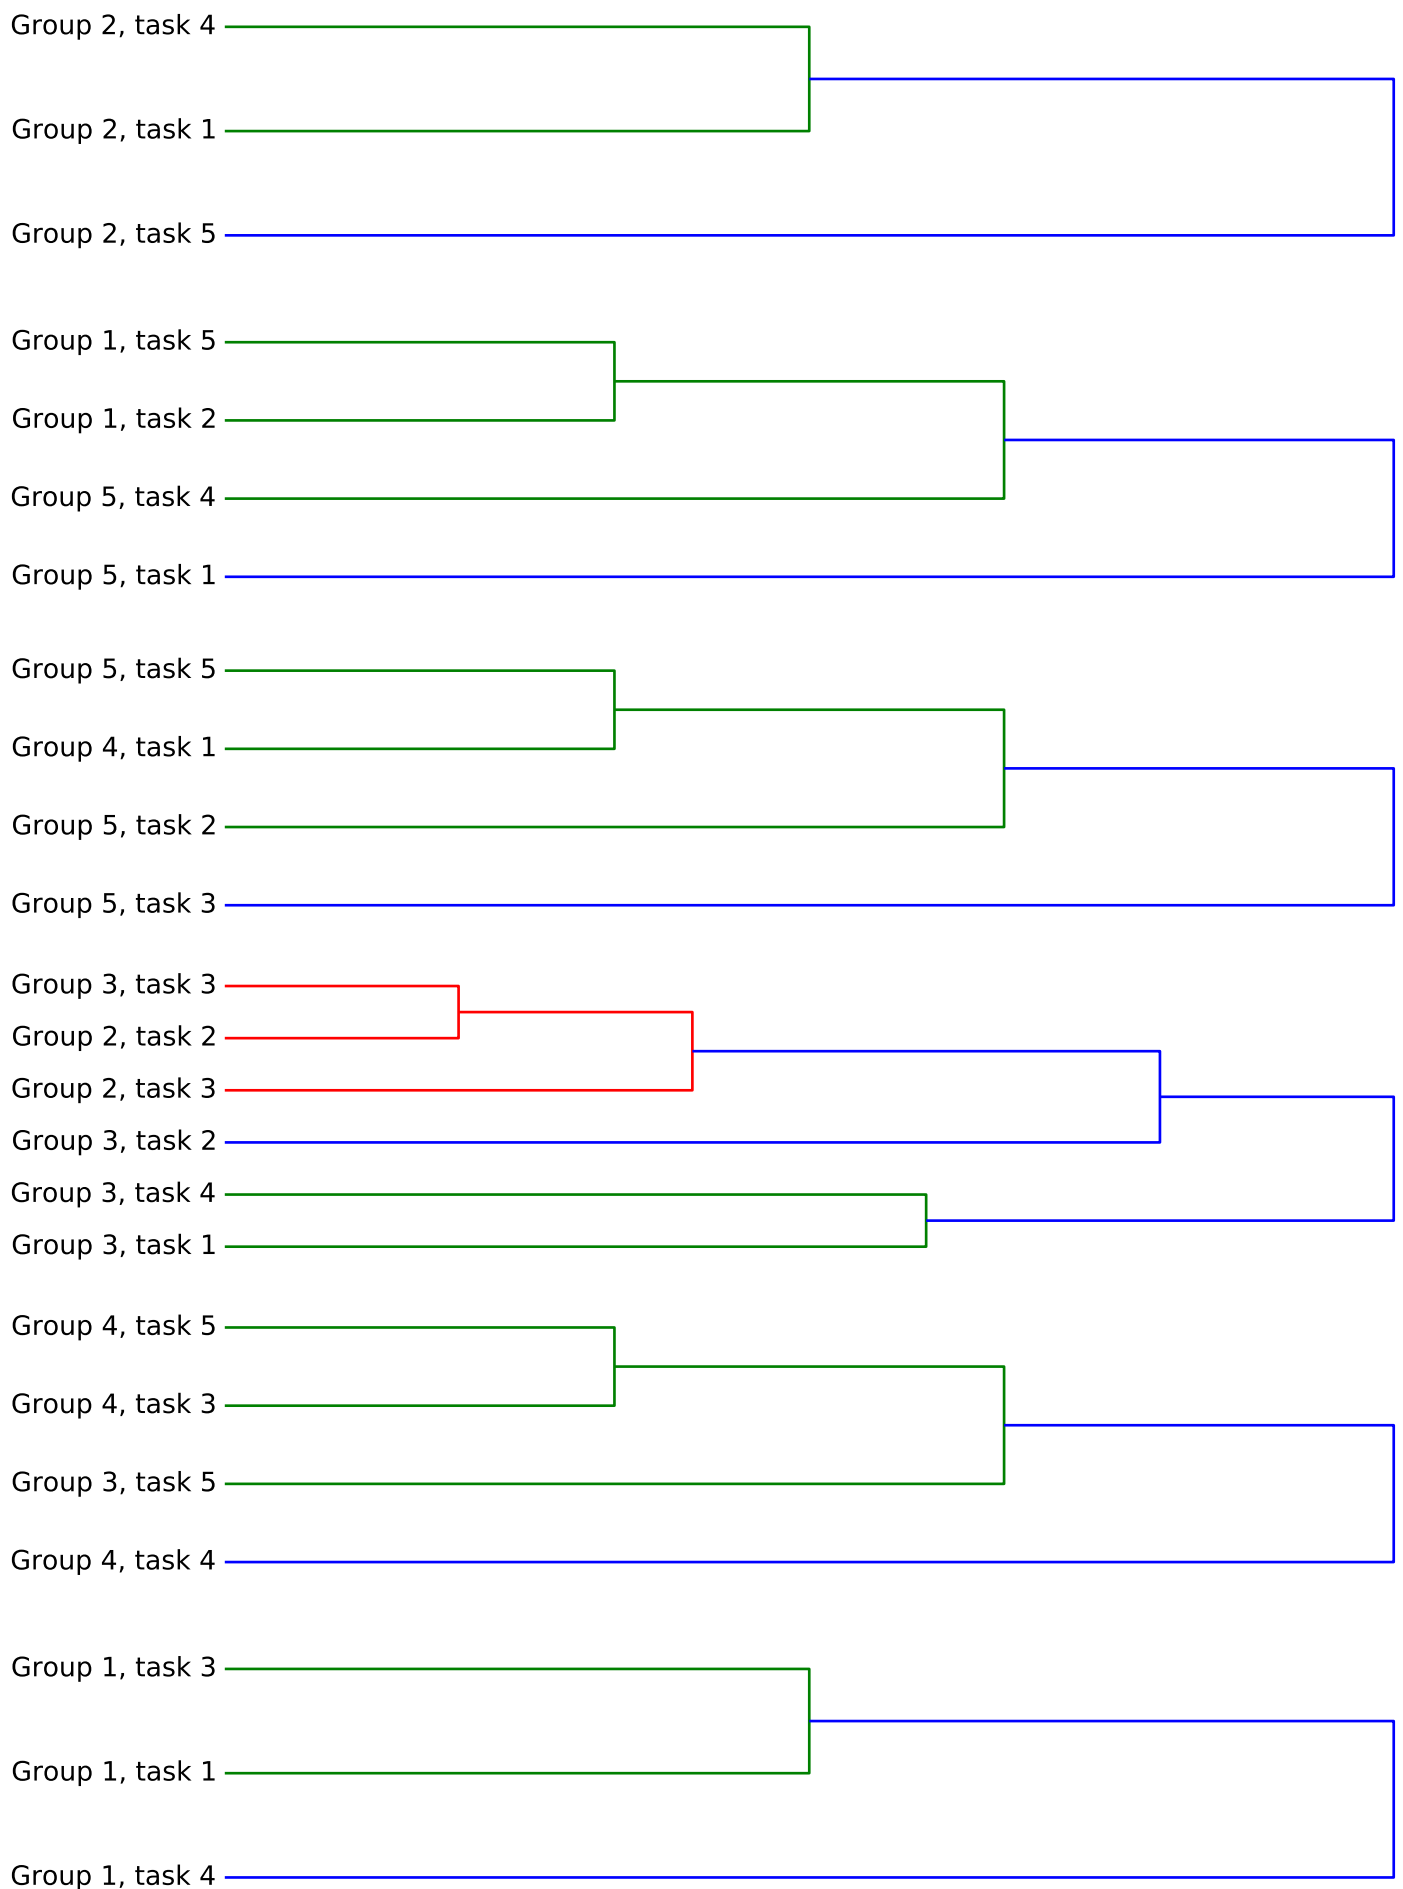 Group 2, task 4
Group 2, task 1
Group 2, task 5
Group 1, task 5
Group 1, task 2
Group 5, task 4
Group 5, task 1
Group 5, task 5
Group 4, task 1
Group 5, task 2
Group 5, task 3
Group 3, task 3
Group 2, task 2
Group 2, task 3
Group 3, task 2
Group 3, task 4
Group 3, task 1
Group 4, task 5
Group 4, task 3
Group 3, task 5
Group 4, task 4
Group 1, task 3
Group 1, task 1
Group 1, task 4